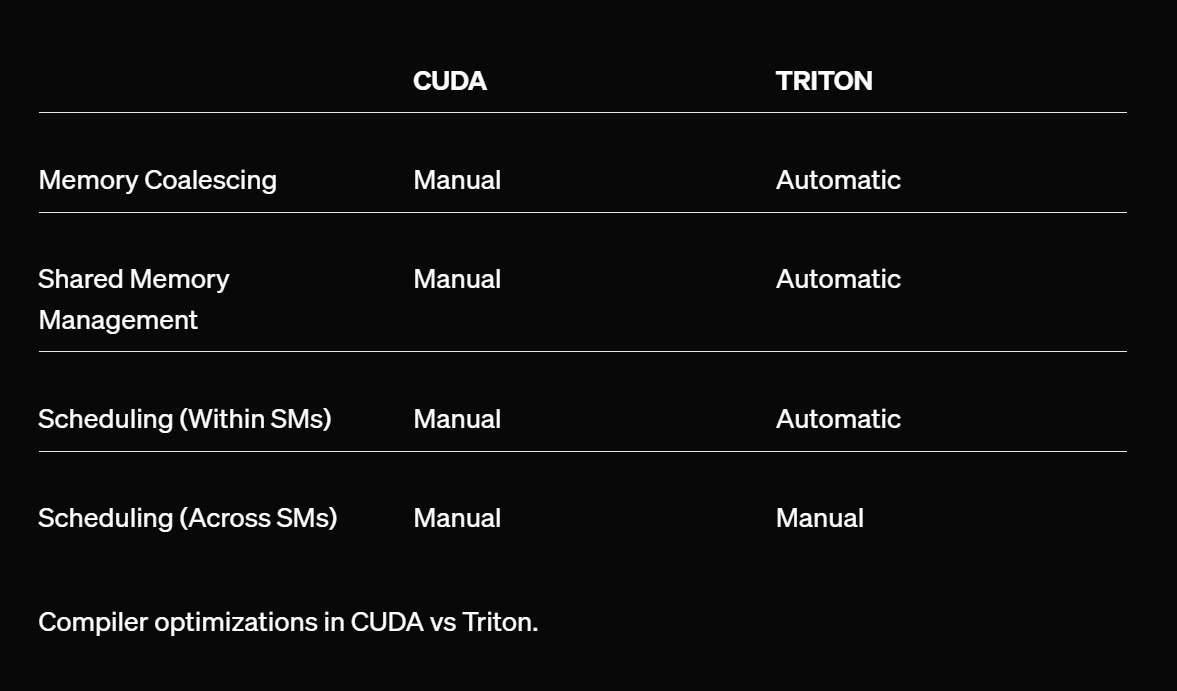 CUDA TRITON
Memory Coalescing Manual Automatic
Shared Memory Manual Automatic
Management
Scheduling (Within SMs) Manual Automatic
Scheduling (Across SMs) Manual Manual
Compiler optimizations in CUDA vs Triton.